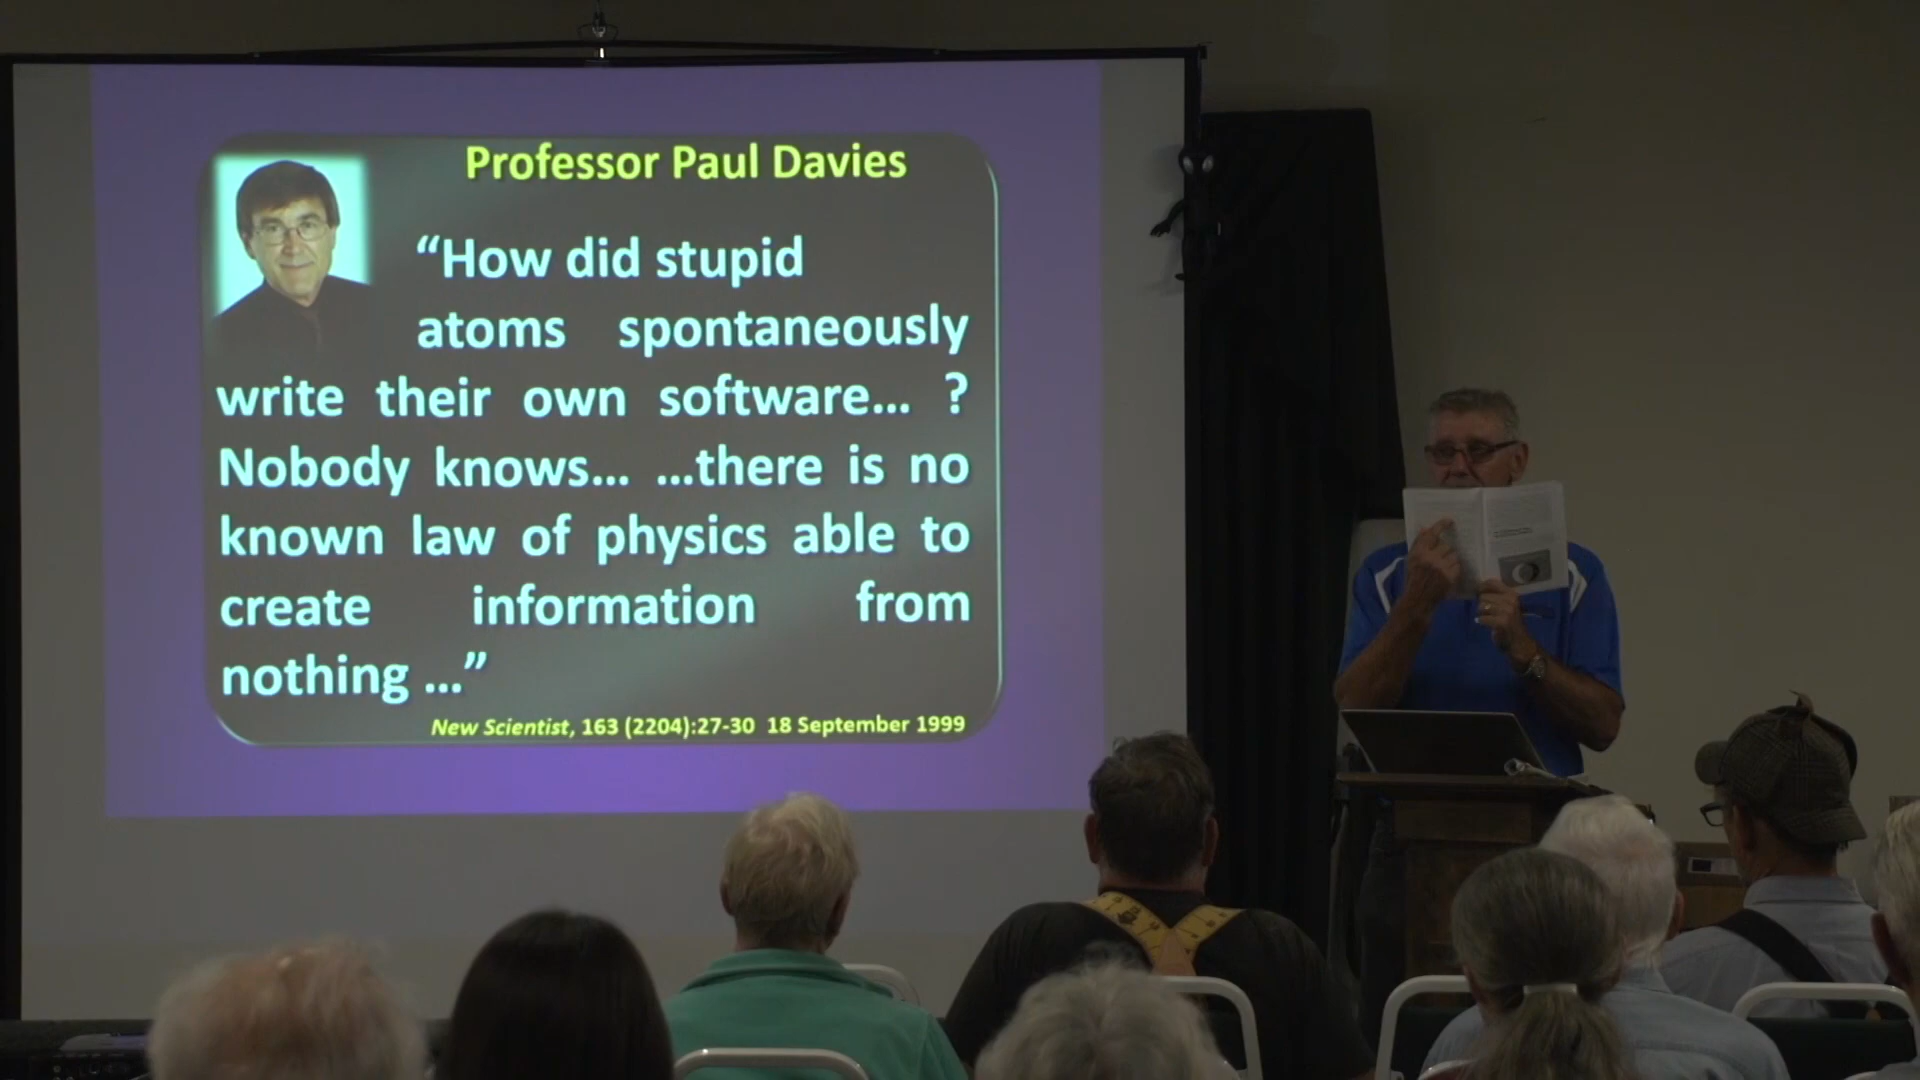 Professor Paul Davies
“How did stupid
atoms spontaneously
write their own software... ?
Nobody knows... ...there is no
known law of physics able to
create information from
nothing ...”
New Scientist, 163 (2204):27-30 18 September 1999